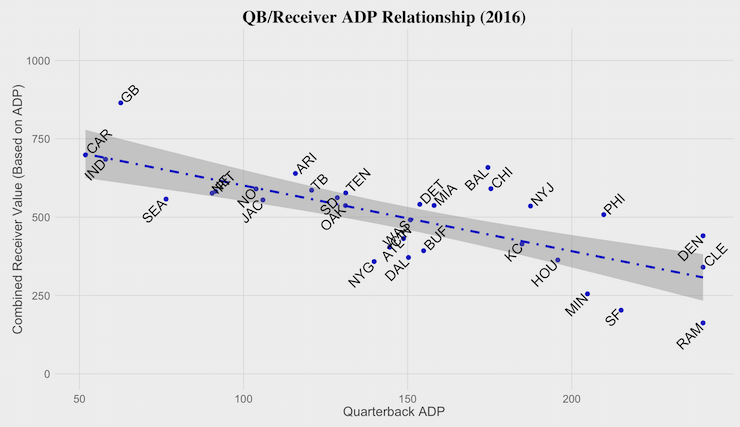 QB/Receiver ADP Relationship (2016)
Combined Receiver Value (Based on ADP)
1000
750
500
250
0
GB
CAR
IND
SEA
NO
JAC
ARI
TB
TEN
SD
OAK
NYG
WAS
ATL
DAL
BUF
DET
MIA
BAL
CHI
KC
NYJ
HOU
MIN
PHI
SF
DEN
CLE
RAM
50
100
150
200
Quarterback ADP